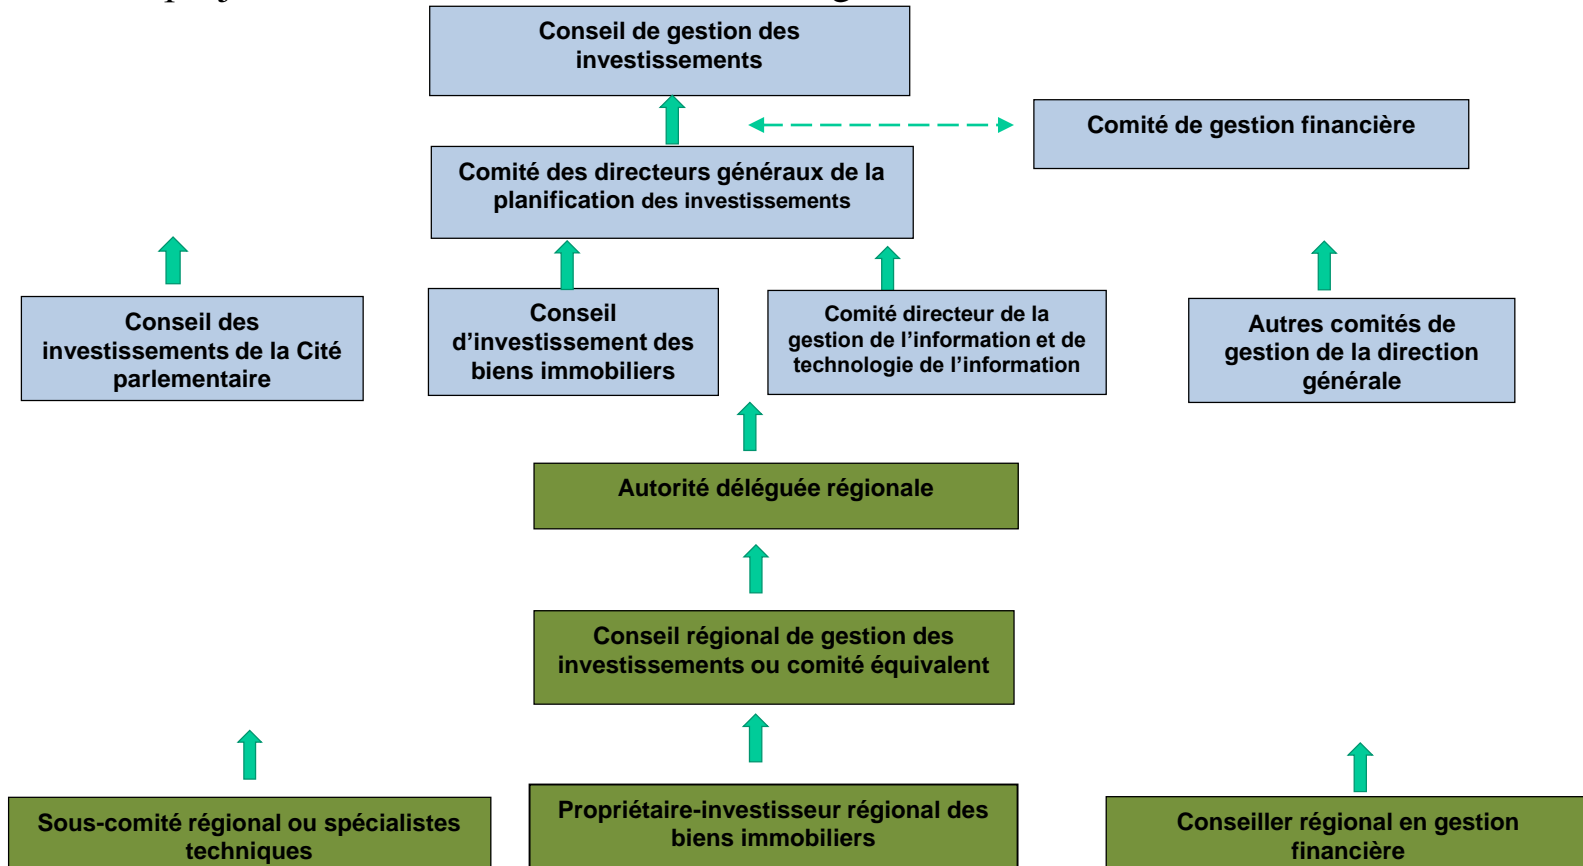 Conseil de gestion des
investissements
Comité de gestion financière
Comité des directeurs généraux de la
planification des investissements
Conseil des
investissements de la Cité
parlementaire
Conseil
d’investissement des
biens immobiliers
Comité directeur de la
gestion de l’information et de
technologie de l’information
Autres comités de
gestion de la direction
générale
Autorité déléguée régionale
Conseil régional de gestion des
investissements ou comité équivalent
Sous-comité régional ou spécialistes
techniques
Propriétaire-investisseur régional des
biens immobiliers
Conseiller régional en gestion
financière